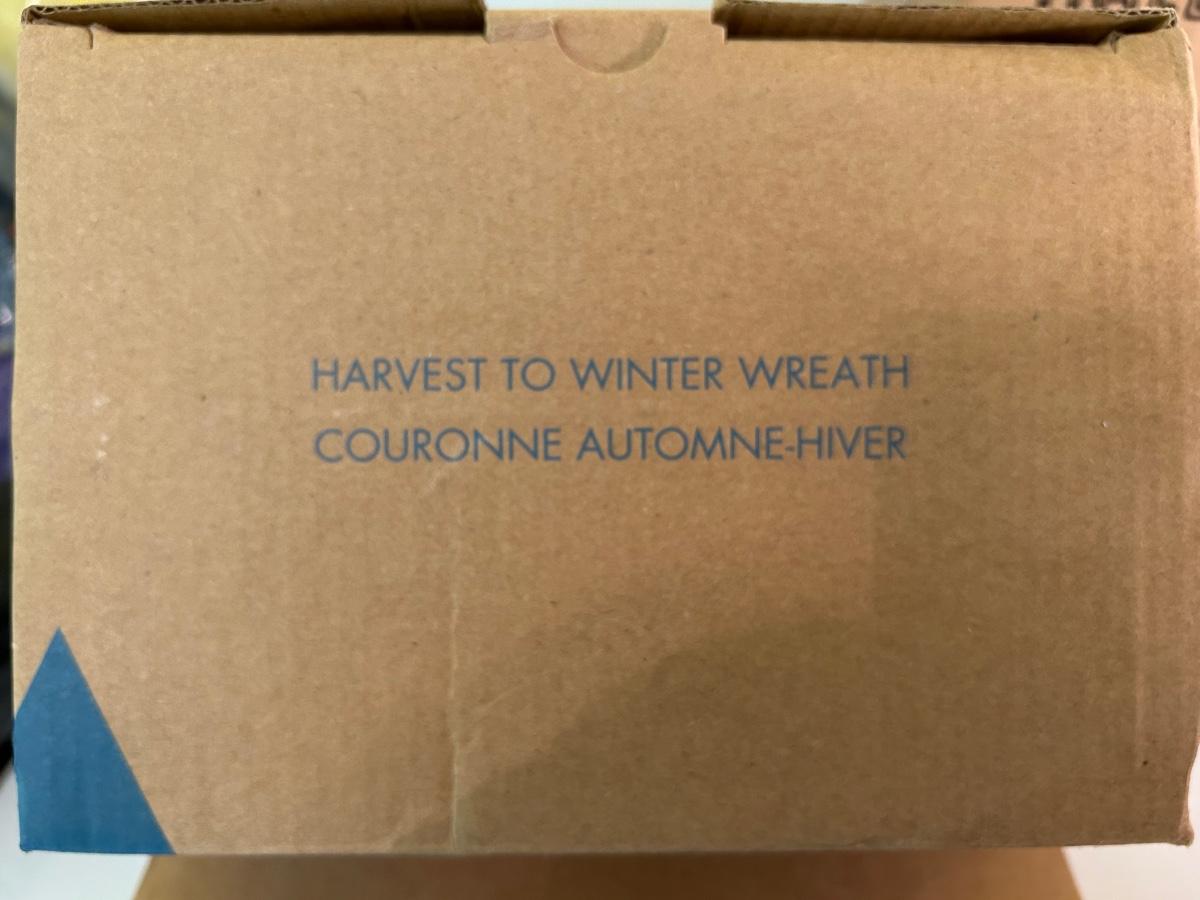 HARVEST TO WINTER WREATH
COURONNE AUTOMNE-HIVER